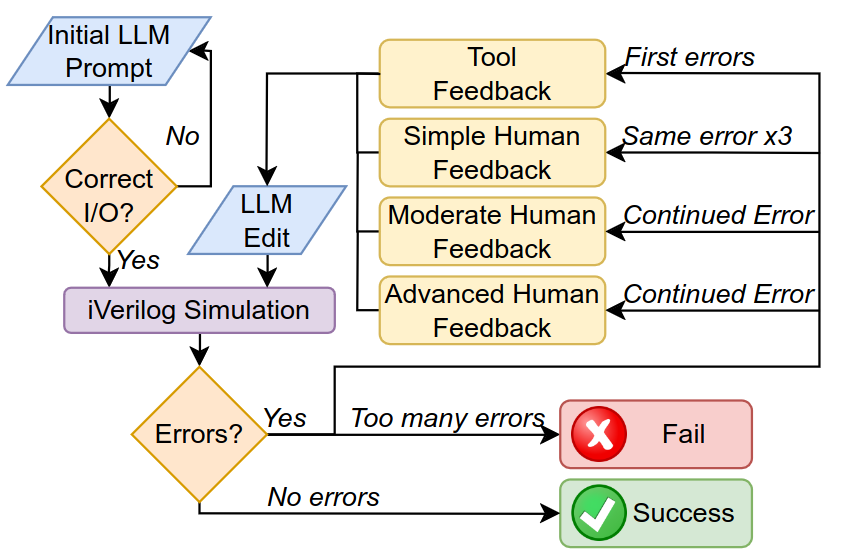 Initial LLM
Prompt
No
Correct
I/O?
Yes
LLM
Edit
iVerilog Simulation
Tool
Feedback
First errors
Simple Human
Feedback
Same error x3
Moderate Human
Feedback
Continued Error
Advanced Human
Feedback
Continued Error
Errors?
Yes
Too many errors
Fail
No errors
Success